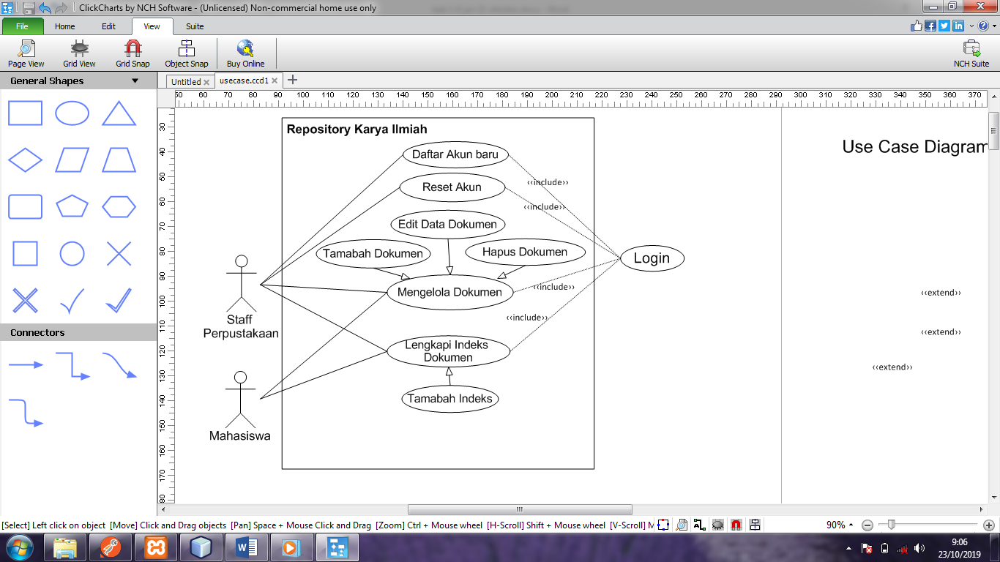 ClickCharts by NCH Software - (Unlicensed) Non-commercial home use only
File Home Edit View Suite
Page View Grid View Grid Snap Object Snap Buy Online NCH Suite
General Shapes
Untitled usecase.ccd1
50 60 70 80 90 100 110 120 130 140 150 160 170 180 190 200 210 220 230 240 250 260 270 280 290 300 310 320 330 340 350 360 370
30
40
50
60
70
80
90
100
110
120
130
140
150
160
170
80
Repository Karya Ilmiah
Use Case Diagram
Daftar Akun baru
‹‹include››
Reset Akun
‹‹include››
Edit Data Dokumen
Tamabah Dokumen
Hapus Dokumen
Login
Mengelola Dokumen
‹‹include››
‹‹extend››
Staff
Perpustakaan
‹‹include››
Lengkapi Indeks
Dokumen
‹‹extend››
‹‹extend››
Tamabah Indeks
Mahasiswa
Connectors
[Select] Left click on object [Move] Click and Drag objects [Pan] Space + Mouse Click and Drag [Zoom] Ctrl + Mouse wheel [H-Scroll] Shift + Mouse wheel [V-Scroll] M
90%
9:06
23/10/2019